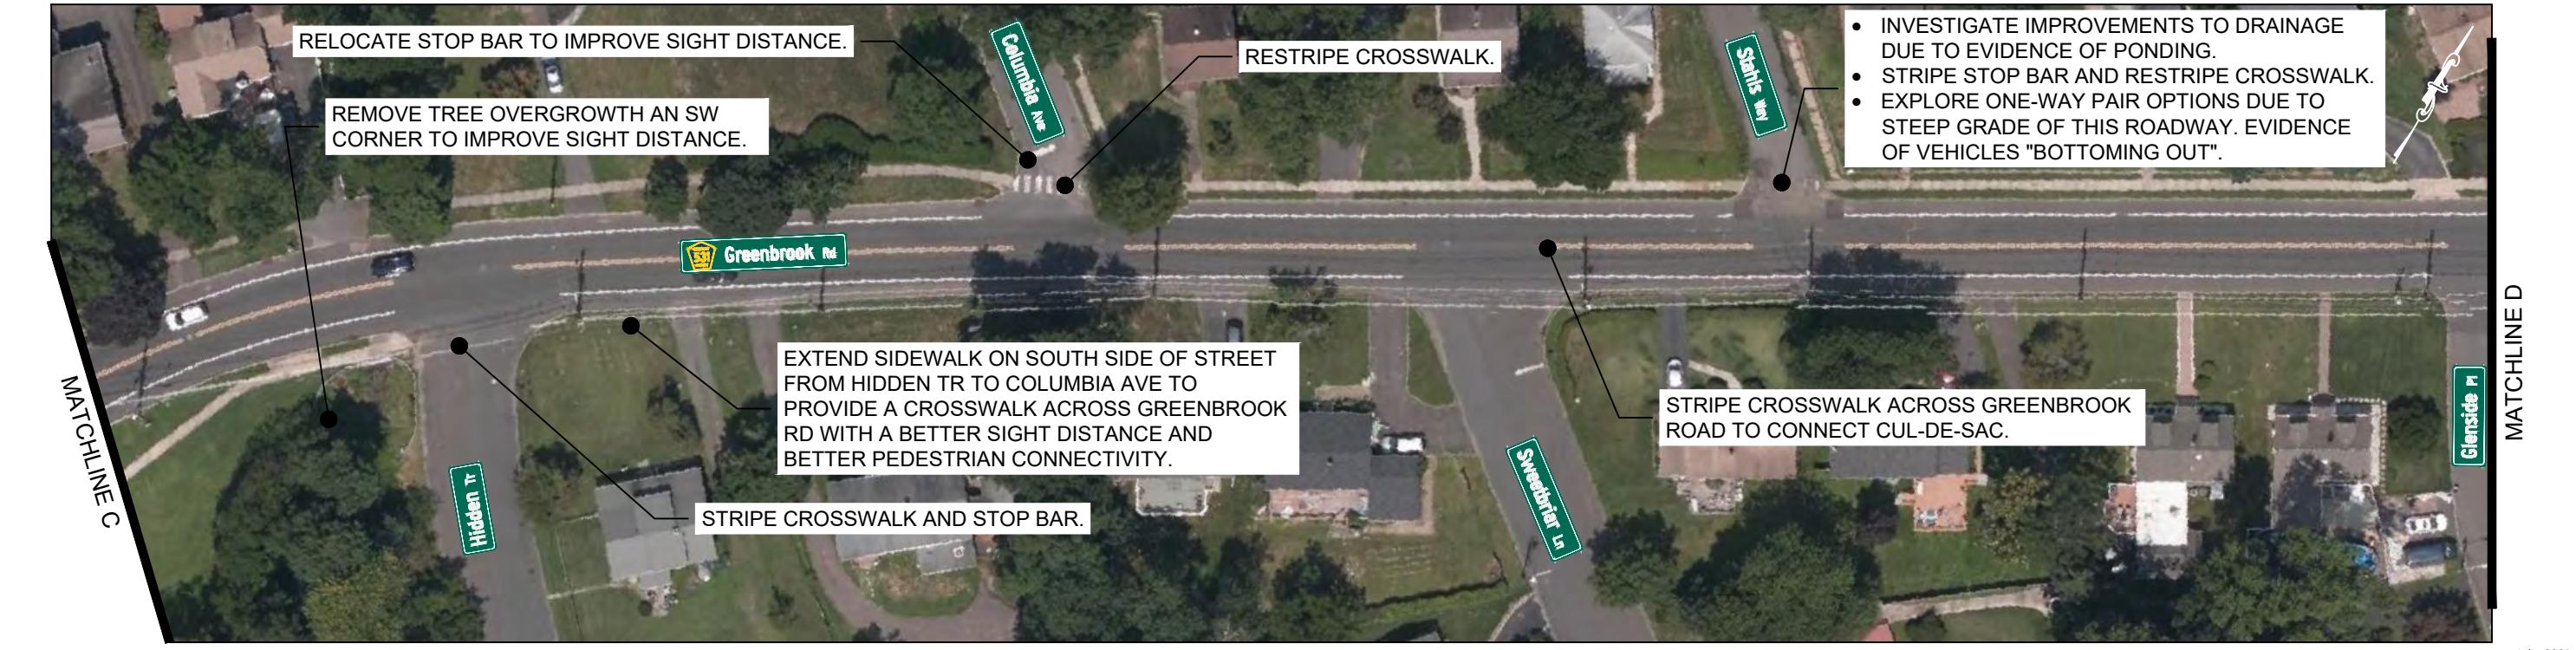 RELOCATE STOP BAR TO IMPROVE SIGHT DISTANCE.
REMOVE TREE OVERGROWTH AN SW
CORNER TO IMPROVE SIGHT DISTANCE.
Columbia Ave
RESTRIPE CROSSWALK.
Stahls Way
• INVESTIGATE IMPROVEMENTS TO DRAINAGE
DUE TO EVIDENCE OF PONDING.
• STRIPE STOP BAR AND RESTRIPE CROSSWALK.
• EXPLORE ONE-WAY PAIR OPTIONS DUE TO
STEEP GRADE OF THIS ROADWAY. EVIDENCE
OF VEHICLES "BOTTOMING OUT".
531 Greenbrook Rd
MATCHLINE C
Hidden Tr
EXTEND SIDEWALK ON SOUTH SIDE OF STREET
FROM HIDDEN TR TO COLUMBIA AVE TO
PROVIDE A CROSSWALK ACROSS GREENBROOK
RD WITH A BETTER SIGHT DISTANCE AND
BETTER PEDESTRIAN CONNECTIVITY.
STRIPE CROSSWALK AND STOP BAR.
Sweetbriar Ln
STRIPE CROSSWALK ACROSS GREENBROOK
ROAD TO CONNECT CUL-DE-SAC.
Glenside Pl
MATCHLINE D